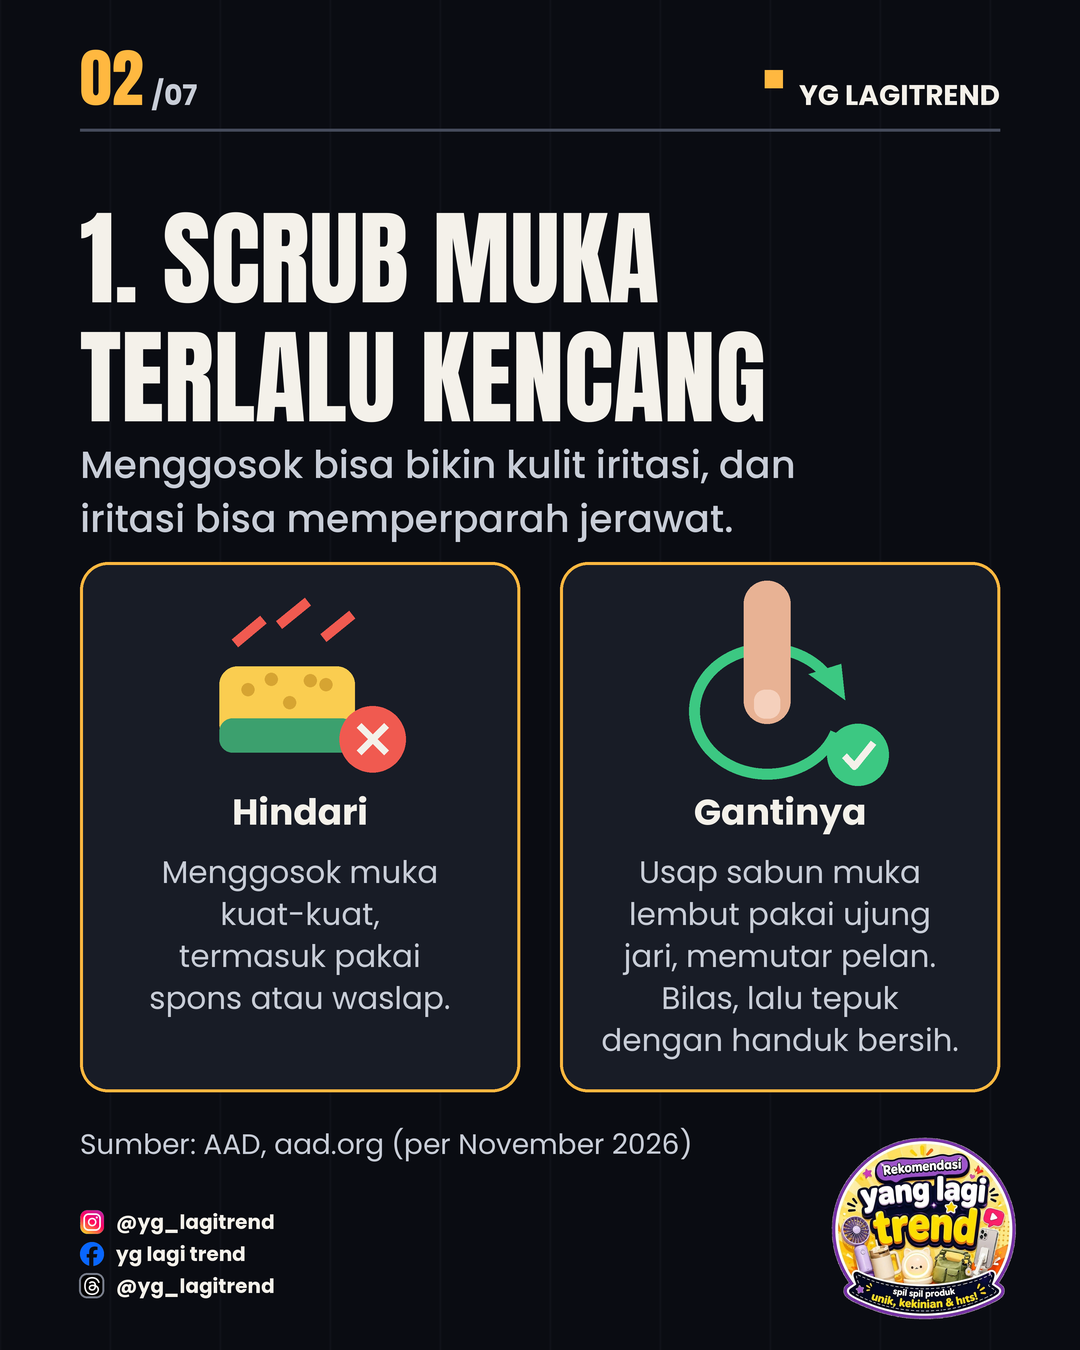 02 /07
YG LAGITREND
1. SCRUB MUKA
TERLALU KENCANG
Menggosok bisa bikin kulit iritasi, dan
iritasi bisa memperparah jerawat.
Hindari
Menggosok muka
kuat-kuat,
termasuk pakai
spons atau waslap.
Gantinya
Usap sabun muka
lembut pakai ujung
jari, memutar pelan.
Bilas, lalu tepuk
dengan handuk bersih.
Sumber: AAD, aad.org (per November 2026)
@yg_lagitrend
yg lagi trend
@yg_lagitrend
Rekomendasi
yang lagi
trend
spil spil produk
unik, kekinian & hits!